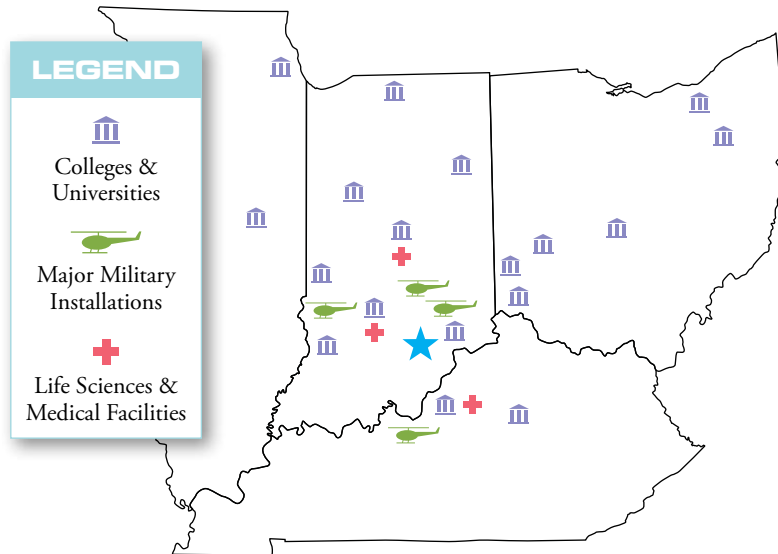 LEGEND
Colleges &
Universities
Major Military
Installations
Life Sciences &
Medical Facilities